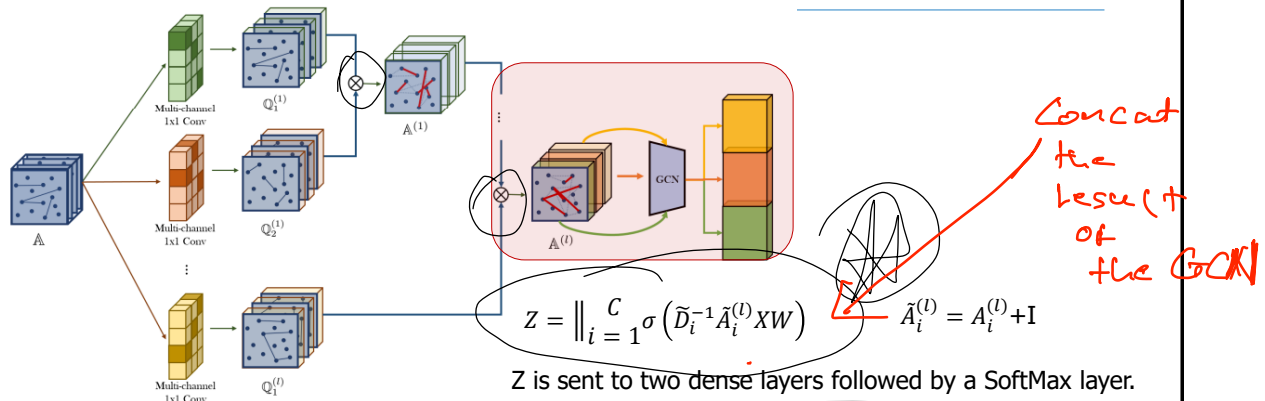 Multi-channel
1x1 Conv
ℚ₁⁽¹⁾
𝔸⁽¹⁾
Multi-channel
1x1 Conv
ℚ₂⁽¹⁾
𝔸
⋮
⋮
GCN
𝔸⁽ˡ⁾
Multi-channel
1x1 Conv
ℚ₁⁽ˡ⁾
Concat
the
result
of
the GCN
Z = ‖ᵢ₌₁ᶜ σ(D̃ᵢ⁻¹ Ãᵢ⁽ˡ⁾ XW)
Ãᵢ⁽ˡ⁾ = Aᵢ⁽ˡ⁾+I
Z is sent to two dense layers followed by a SoftMax layer.